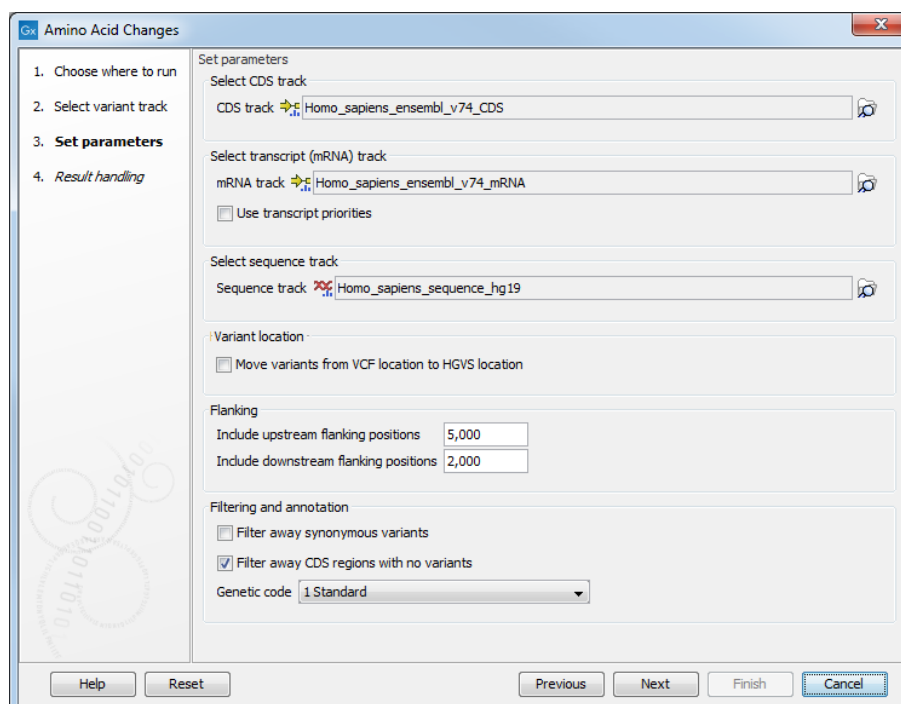 Gx Amino Acid Changes
1. Choose where to run
2. Select variant track
3. Set parameters
4. Result handling
Set parameters
Select CDS track
CDS track Homo_sapiens_ensembl_v74_CDS
Select transcript (mRNA) track
mRNA track Homo_sapiens_ensembl_v74_mRNA
Use transcript priorities
Select sequence track
Sequence track Homo_sapiens_sequence_hg19
Variant location
Move variants from VCF location to HGVS location
Flanking
Include upstream flanking positions 5,000
Include downstream flanking positions 2,000
Filtering and annotation
Filter away synonymous variants
Filter away CDS regions with no variants
Genetic code 1 Standard
Help Reset Previous Next Finish Cancel